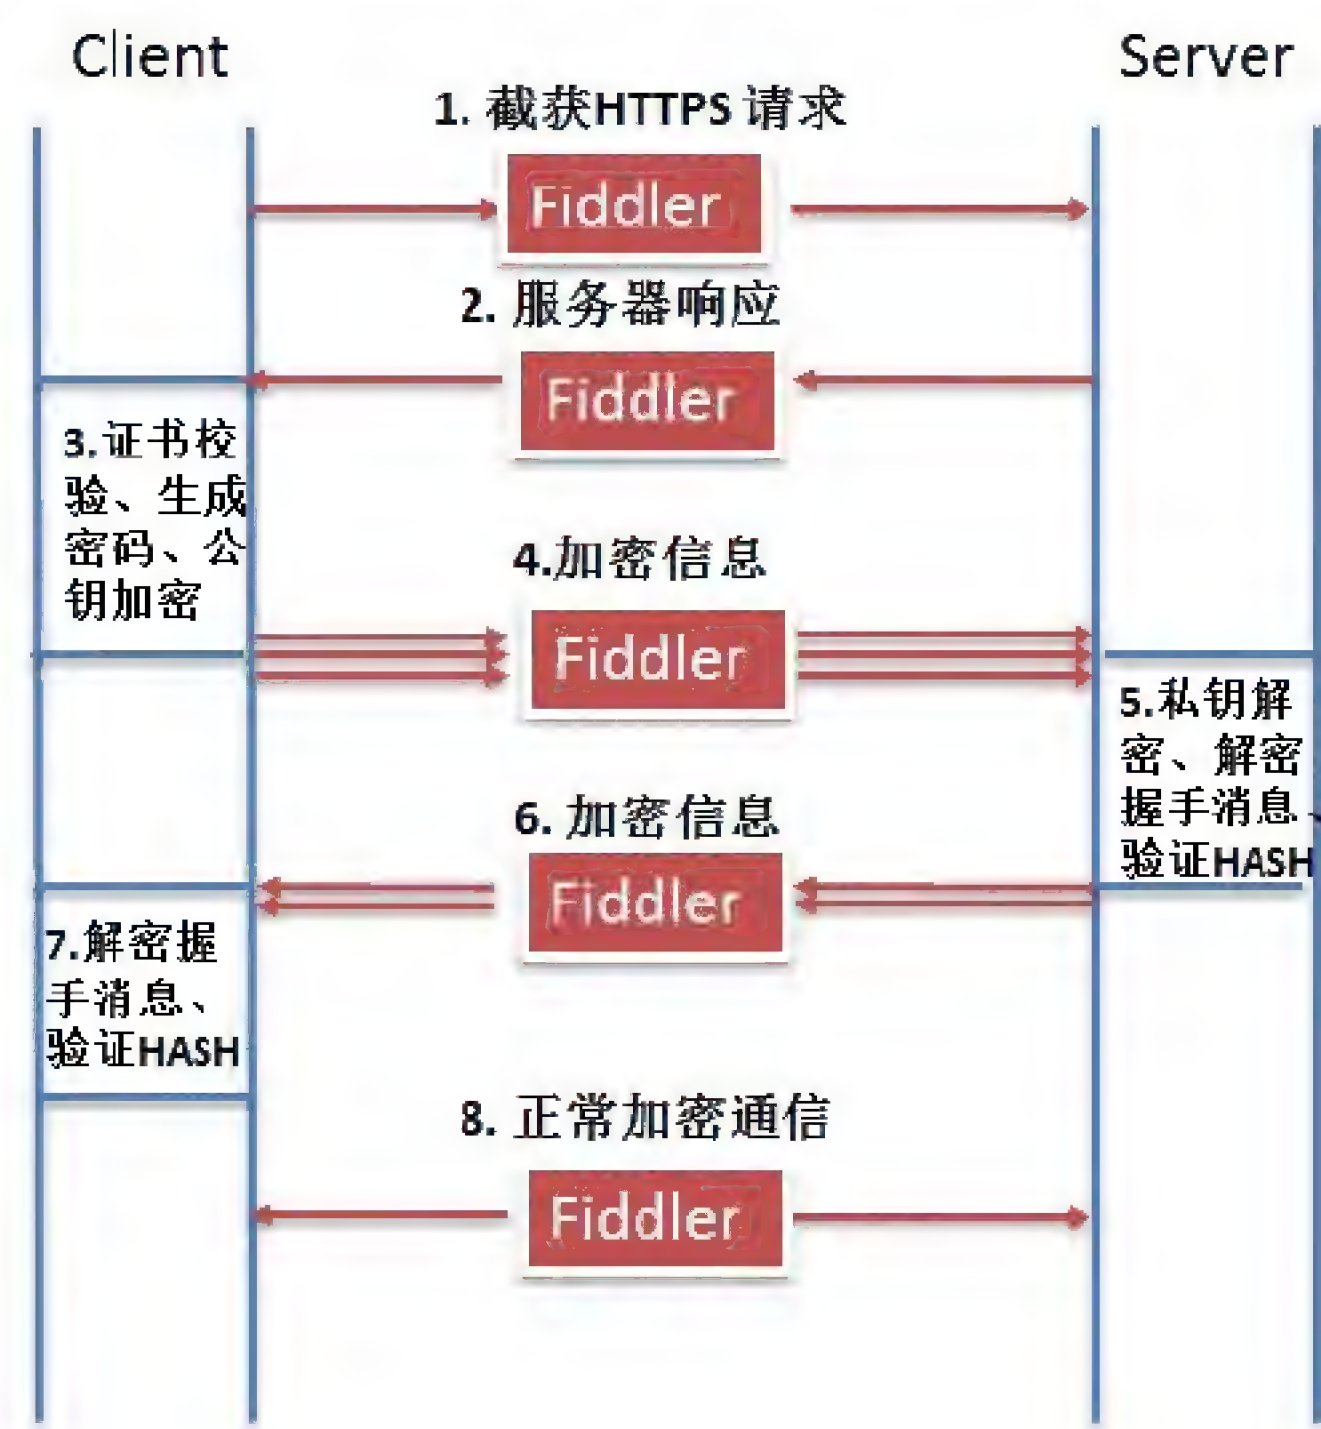 Client
Server
1. 截获HTTPS 请求
Fiddler
2. 服务器响应
Fiddler
3.证书校
验、生成
密码、公
钥加密
4.加密信息
Fiddler
5.私钥解
密、解密
握手消息、
验证HASH
6. 加密信息
Fiddler
7.解密握
手消息、
验证HASH
8. 正常加密通信
Fiddler